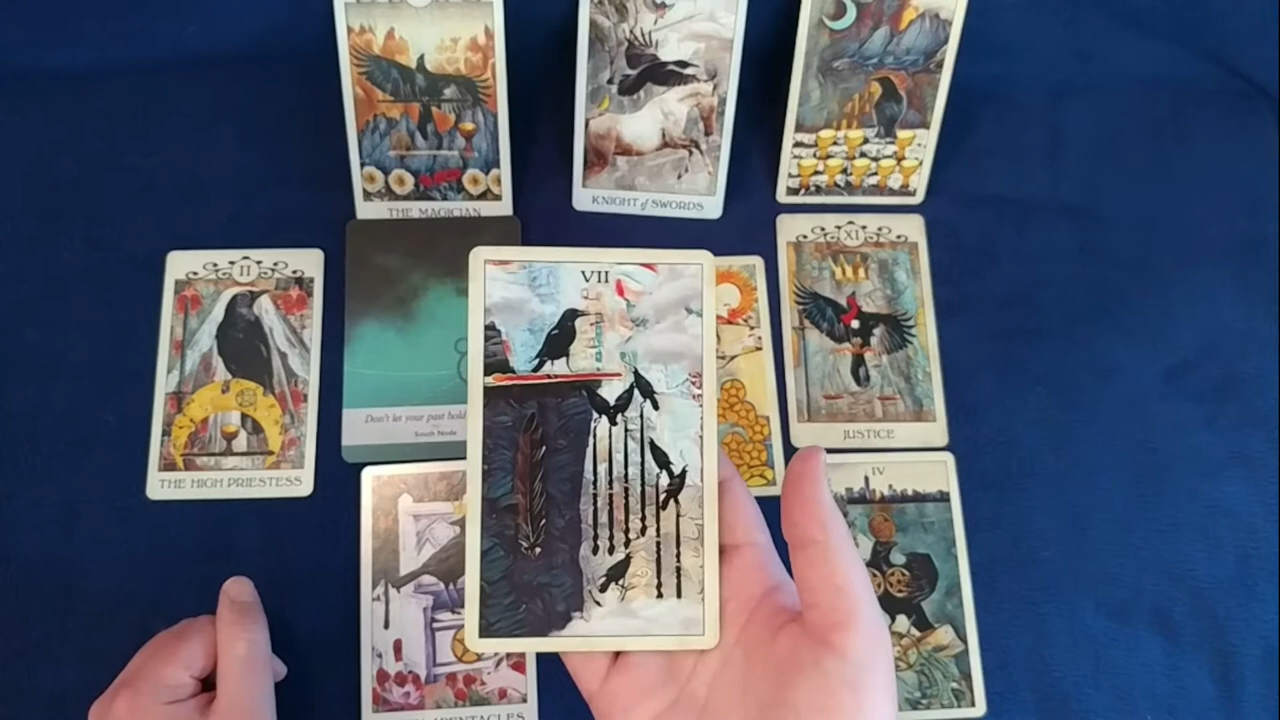 THE MAGICIAN
KNIGHT of SWORDS
II
THE HIGH PRIESTESS
Don't let your past hold
South Node
VII
XI
JUSTICE
IV